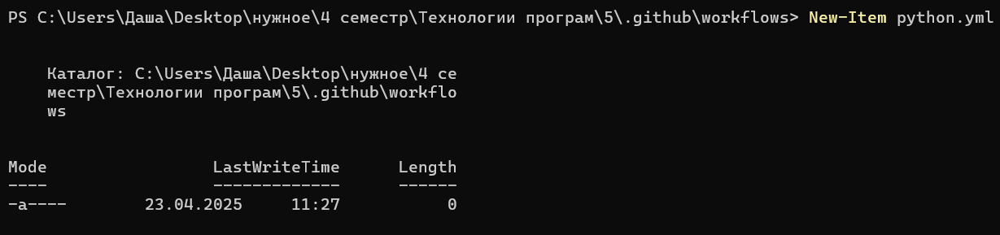 PS C:\Users\Даша\Desktop\нужное\4 семестр\Технологии програм\5\.github\workflows> New-Item python.yml
Каталог: C:\Users\Даша\Desktop\нужное\4 се
местр\Технологии програм\5\.github\workflo
ws
Mode                 LastWriteTime      Length
----                 -------------      ------
-a----        23.04.2025     11:27           0